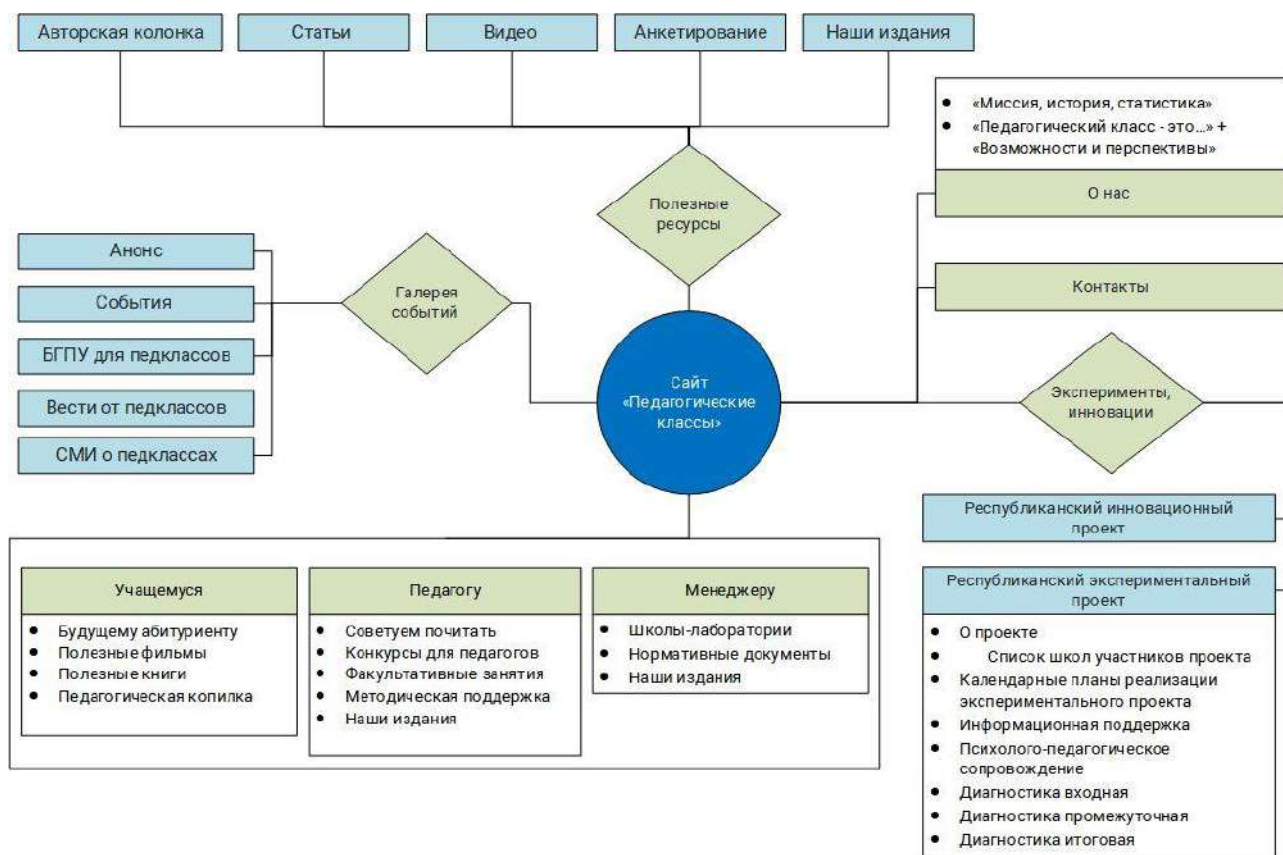 Авторская колонка
Статьи
Видео
Анкетирование
Наши издания
• «Миссия, история, статистика»
• «Педагогический класс - это...» +
«Возможности и перспективы»
О нас
Контакты
Полезные
ресурсы
Галерея
событий
Анонс
События
БГПУ для педклассов
Вести от педклассов
СМИ о педклассах
Сайт
«Педагогические
классы»
Эксперименты,
инновации
Республиканский инновационный
проект
Республиканский экспериментальный
проект
• О проекте
• Список школ участников проекта
• Календарные планы реализации
экспериментального проекта
• Информационная поддержка
• Психолого-педагогическое
сопровождение
• Диагностика входная
• Диагностика промежуточная
• Диагностика итоговая
Учащемуся
• Будущему абитуриенту
• Полезные фильмы
• Полезные книги
• Педагогическая копилка
Педагогу
• Советуем почитать
• Конкурсы для педагогов
• Факультативные занятия
• Методическая поддержка
• Наши издания
Менеджеру
• Школы-лаборатории
• Нормативные документы
• Наши издания